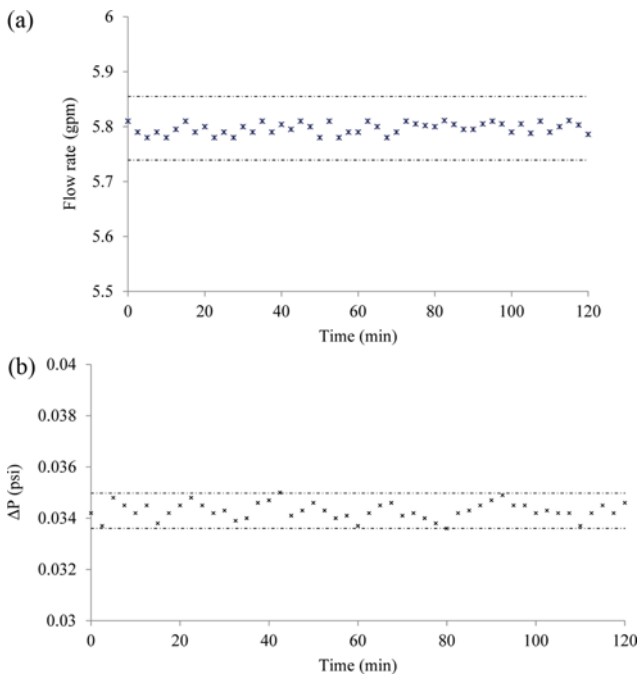 (a)
6
5.9
5.8
5.7
5.6
5.5
Flow rate (gpm)
0 20 40 60 80 100 120
Time (min)
(b)
0.04
0.038
0.036
0.034
0.032
0.03
ΔP (psi)
0 20 40 60 80 100 120
Time (min)